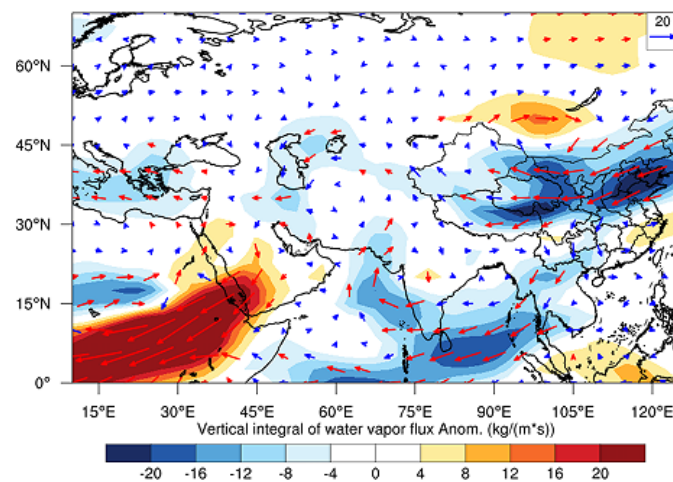 20
60°N
45°N
30°N
15°N
0°
15°E 30°E 45°E 60°E 75°E 90°E 105°E 120°E
Vertical integral of water vapor flux Anom. (kg/(m*s))
-20 -16 -12 -8 -4 0 4 8 12 16 20